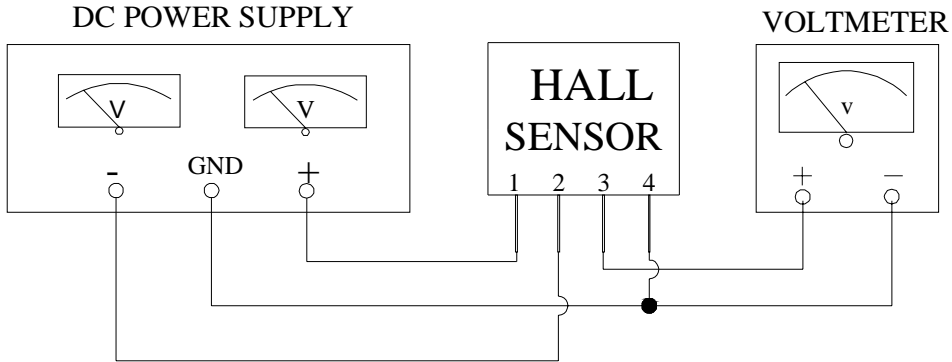 DC POWER SUPPLY
VOLTMETER
V
V
- GND +
HALL
SENSOR
1 2 3 4
v
+ −